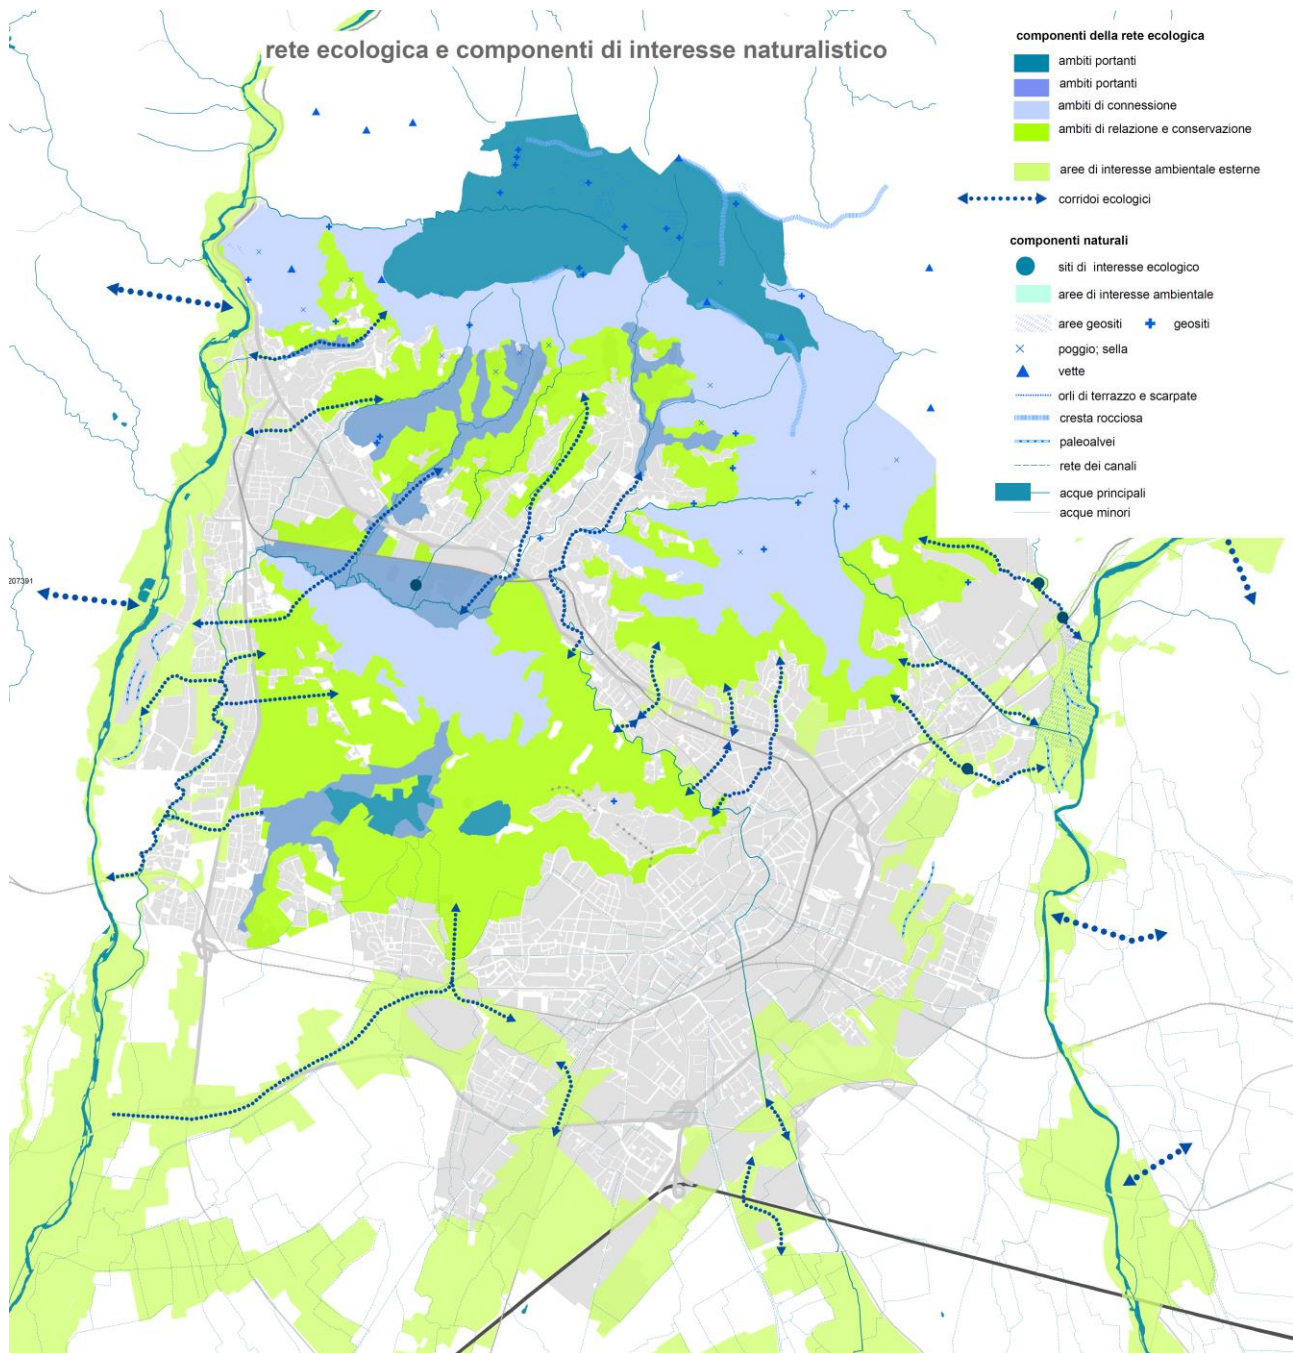 rete ecologica e componenti di interesse naturalistico
componenti della rete ecologica
ambiti portanti
ambiti portanti
ambiti di connessione
ambiti di relazione e conservazione
aree di interesse ambientale esterne
corridoi ecologici
componenti naturali
siti di interesse ecologico
aree di interesse ambientale
aree geositi geositi
poggio; sella
vette
orli di terrazzo e scarpate
cresta rocciosa
paleoalvei
rete dei canali
acque principali
acque minori
207391